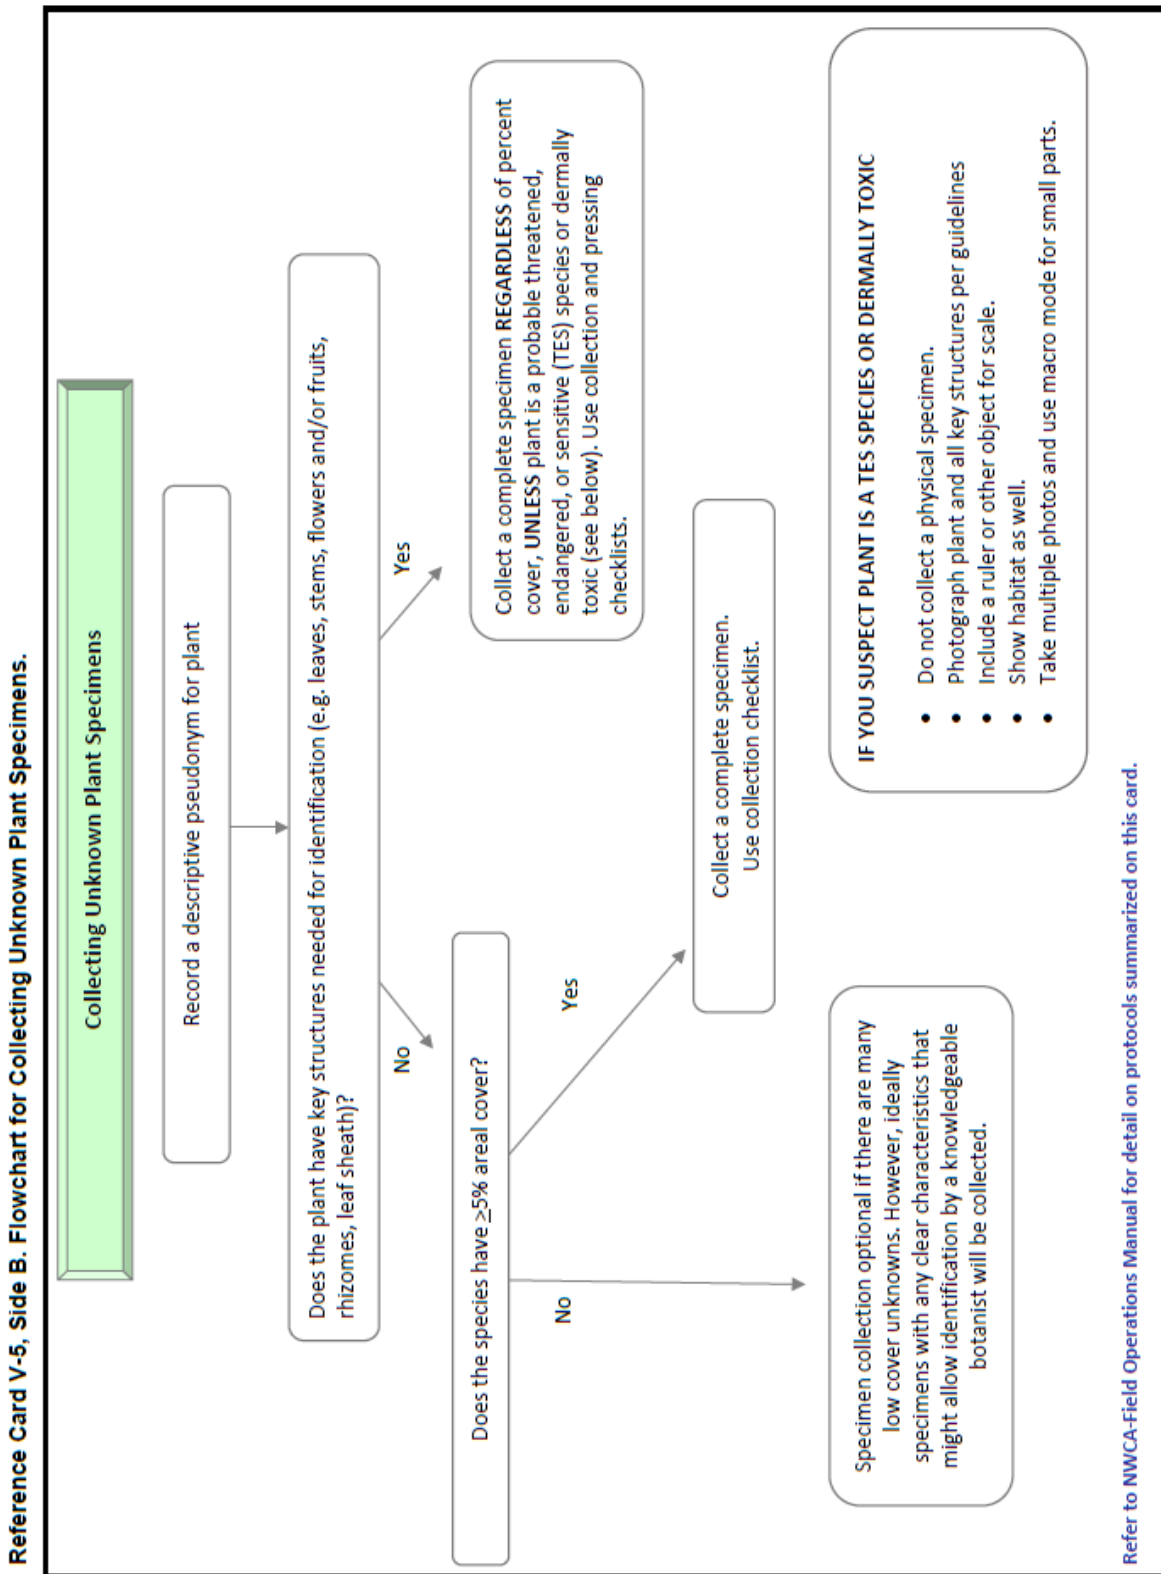 Reference Card V-5, Side B. Flowchart for Collecting Unknown Plant Specimens.
Collecting Unknown Plant Specimens
Record a descriptive pseudonym for plant
Does the plant have key structures needed for identification (e.g. leaves, stems, flowers and/or fruits,
rhizomes, leaf sheath)?
No
Yes
Does the species have ≥5% areal cover?
Collect a complete specimen REGARDLESS of percent
cover, UNLESS plant is a probable threatened,
endangered, or sensitive (TES) species or dermally
toxic (see below). Use collection and pressing
checklists.
No
Yes
Collect a complete specimen.
Use collection checklist.
Specimen collection optional if there are many
low cover unknowns. However, ideally
specimens with any clear characteristics that
might allow identification by a knowledgeable
botanist will be collected.
IF YOU SUSPECT PLANT IS A TES SPECIES OR DERMALLY TOXIC
• Do not collect a physical specimen.
• Photograph plant and all key structures per guidelines
• Include a ruler or other object for scale.
• Show habitat as well.
• Take multiple photos and use macro mode for small parts.
Refer to NWCA-Field Operations Manual for detail on protocols summarized on this card.